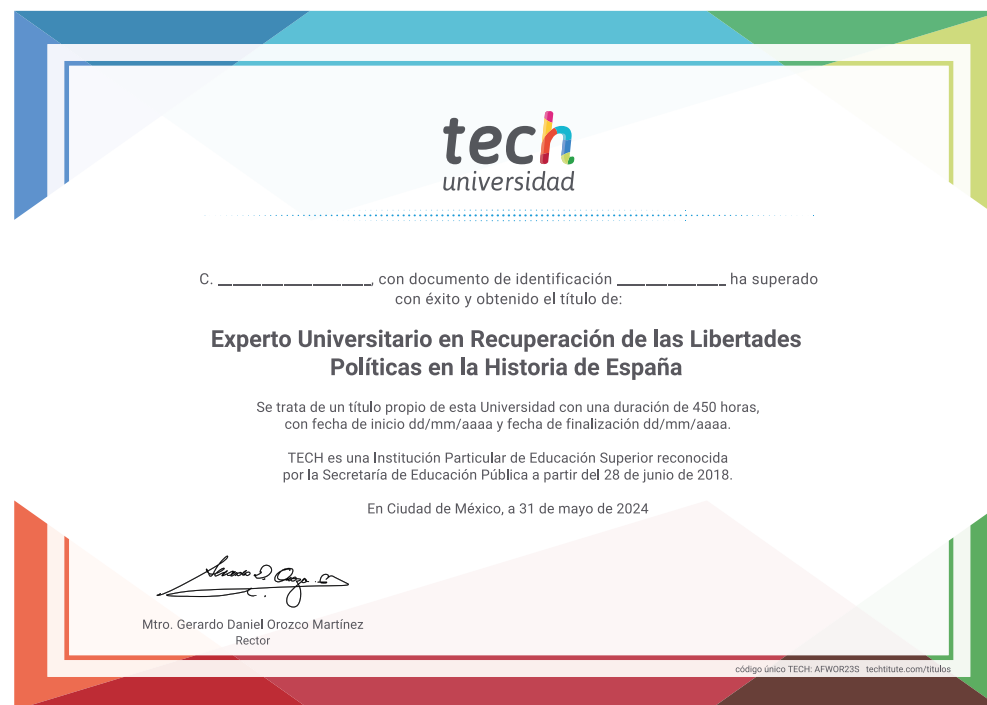 tech
universidad
C. ____________________, con documento de identificación ______________ ha superado
con éxito y obtenido el título de:
Experto Universitario en Recuperación de las Libertades
Políticas en la Historia de España
Se trata de un título propio de esta Universidad con una duración de 450 horas,
con fecha de inicio dd/mm/aaaa y fecha de finalización dd/mm/aaaa.
TECH es una Institución Particular de Educación Superior reconocida
por la Secretaría de Educación Pública a partir del 28 de junio de 2018.
En Ciudad de México, a 31 de mayo de 2024
Mtro. Gerardo Daniel Orozco Martínez
Rector
código único TECH: AFWOR23S techtitute.com/titulos